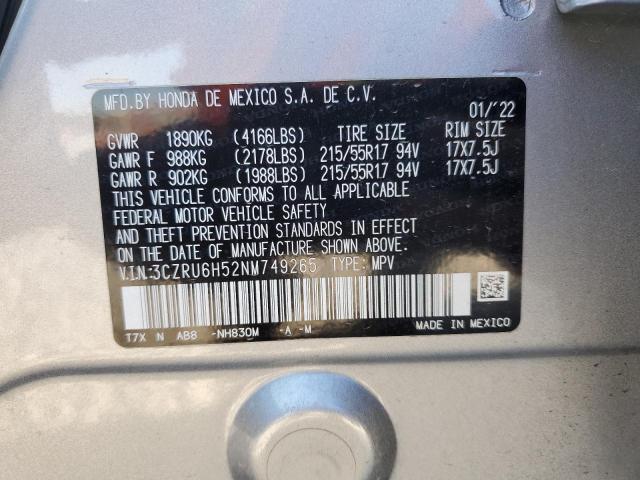 MFD.BY HONDA DE MEXICO S.A. DE C.V.
01/'22
GVWR 1890KG (4166LBS) TIRE SIZE RIM SIZE
GAWR F 988KG (2178LBS) 215/55R17 94V 17X7.5J
GAWR R 902KG (1988LBS) 215/55R17 94V 17X7.5J
THIS VEHICLE CONFORMS TO ALL APPLICABLE
FEDERAL MOTOR VEHICLE SAFETY
AND THEFT PREVENTION STANDARDS IN EFFECT
ON THE DATE OF MANUFACTURE SHOWN ABOVE.
V.I.N:3CZRU6H52NM749265 TYPE: MPV
T7X N AB8 -NH830M -A -M
MADE IN MEXICO